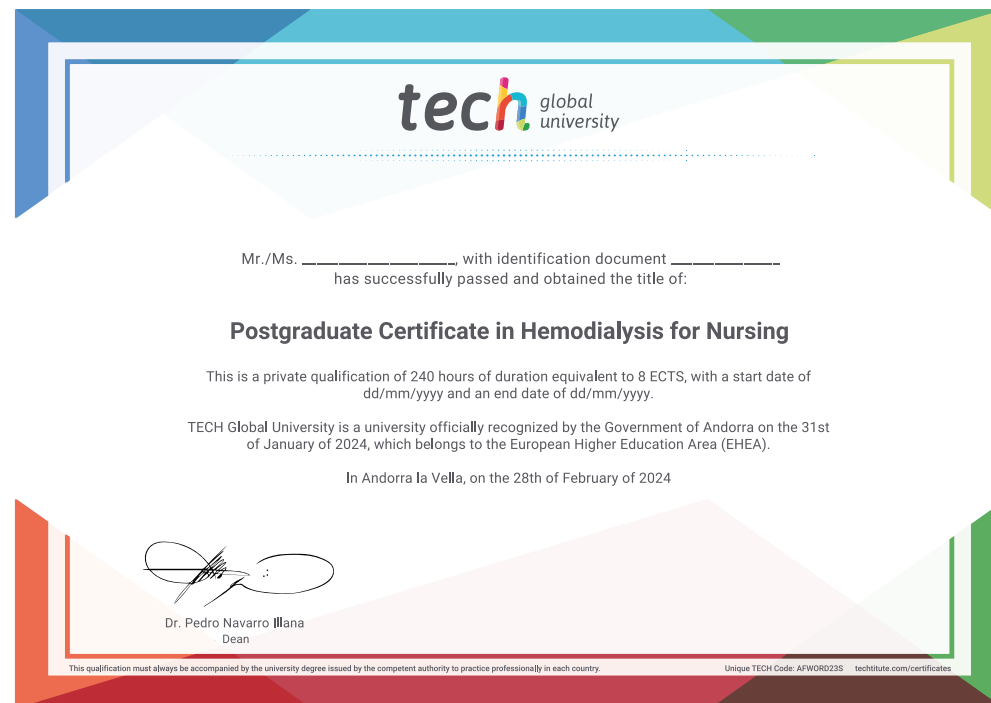 tech global university
Mr./Ms. ____________________, with identification document ______________
has successfully passed and obtained the title of:
Postgraduate Certificate in Hemodialysis for Nursing
This is a private qualification of 240 hours of duration equivalent to 8 ECTS, with a start date of
dd/mm/yyyy and an end date of dd/mm/yyyy.
TECH Global University is a university officially recognized by the Government of Andorra on the 31st
of January of 2024, which belongs to the European Higher Education Area (EHEA).
In Andorra la Vella, on the 28th of February of 2024
Dr. Pedro Navarro Illana
Dean
This qualification must always be accompanied by the university degree issued by the competent authority to practice professionally in each country.
Unique TECH Code: AFWORD23S techtitute.com/certificates